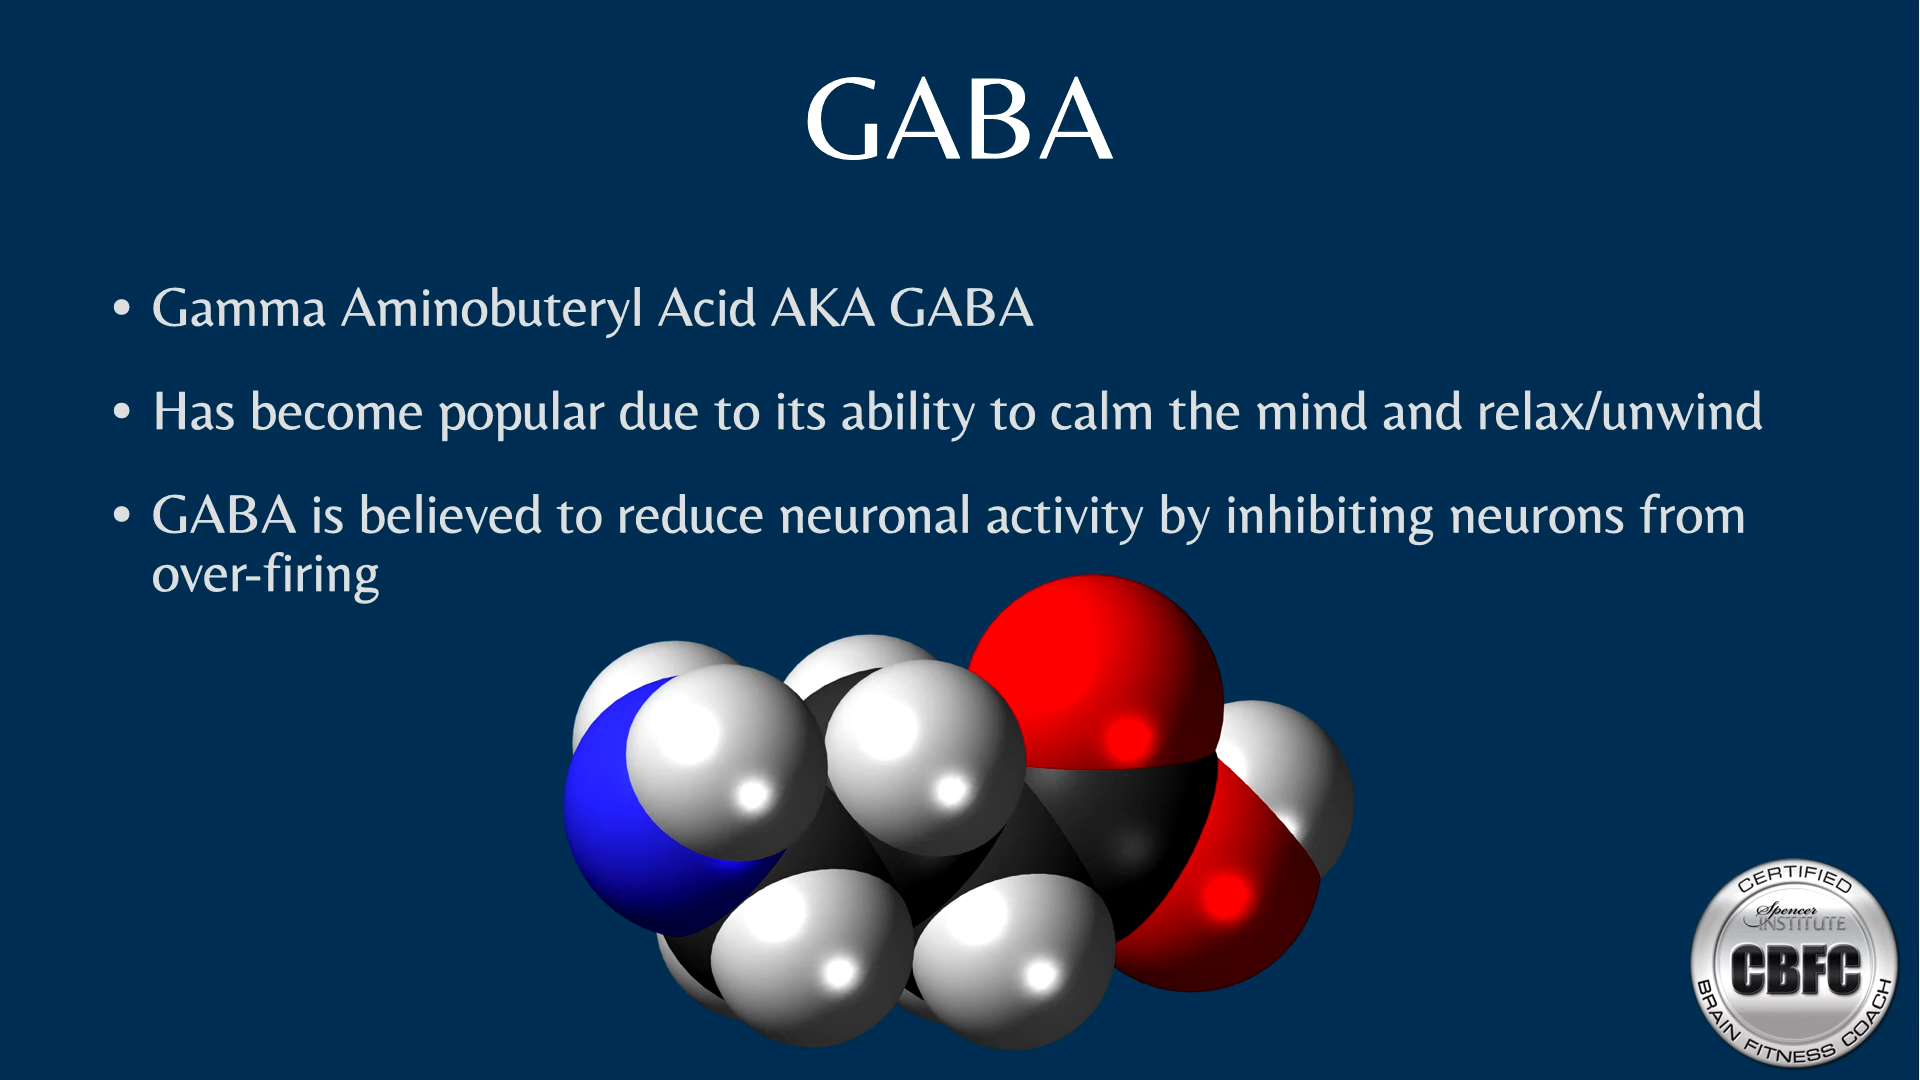 GABA
• Gamma Aminobuteryl Acid AKA GABA
• Has become popular due to its ability to calm the mind and relax/unwind
• GABA is believed to reduce neuronal activity by inhibiting neurons from
over-firing
CERTIFIED
Spencer
INSTITUTE
CBFC
BRAIN FITNESS COACH